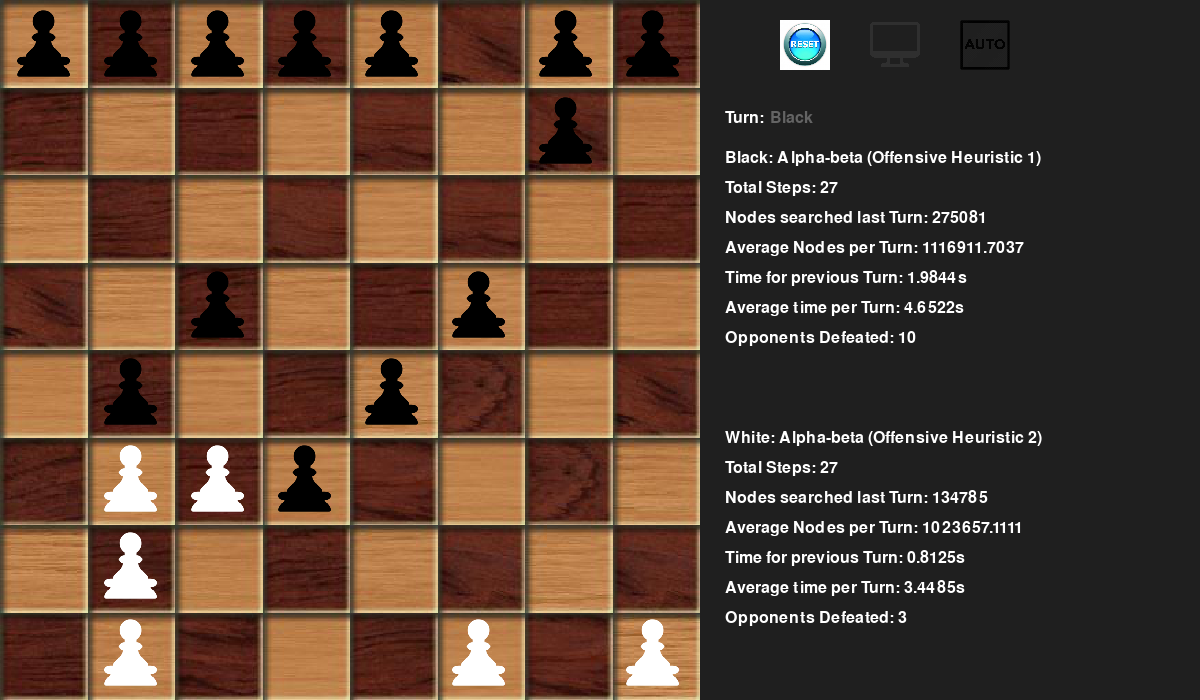 RESET
AUTO
Turn: Black
Black: Alpha-beta (Offensive Heuristic 1)
Total Steps: 27
Nodes searched last Turn: 275081
Average Nodes per Turn: 1116911.7037
Time for previous Turn: 1.9844s
Average time per Turn: 4.6522s
Opponents Defeated: 10
White: Alpha-beta (Offensive Heuristic 2)
Total Steps: 27
Nodes searched last Turn: 134785
Average Nodes per Turn: 1023657.1111
Time for previous Turn: 0.8125s
Average time per Turn: 3.4485s
Opponents Defeated: 3